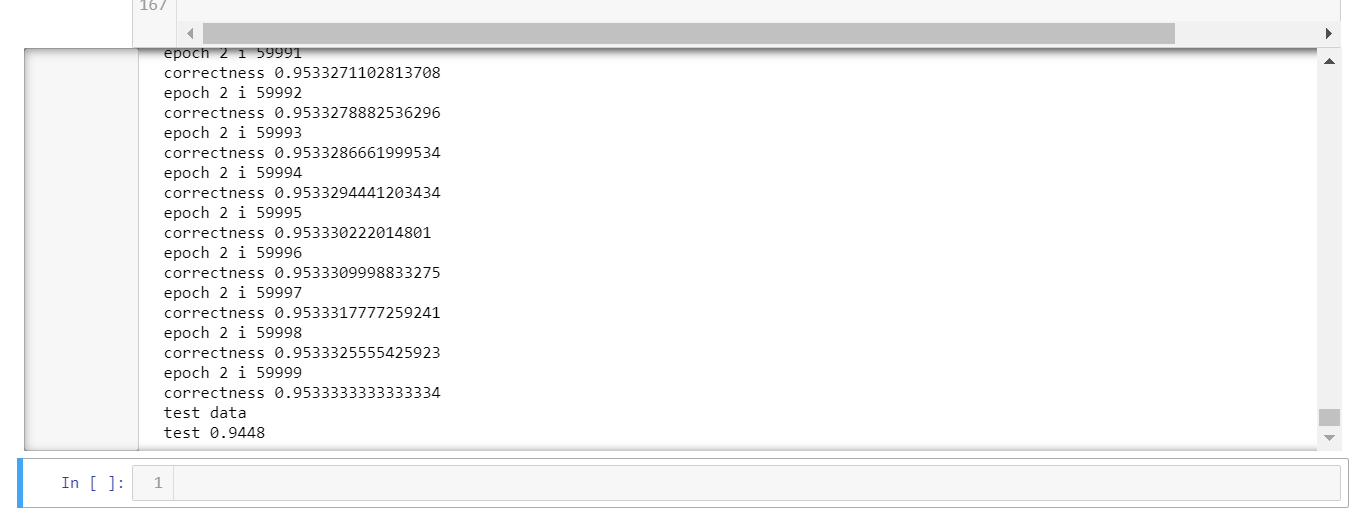 167
epoch 2 i 59991
correctness 0.9533271102813708
epoch 2 i 59992
correctness 0.9533278882536296
epoch 2 i 59993
correctness 0.9533286661999534
epoch 2 i 59994
correctness 0.9533294441203434
epoch 2 i 59995
correctness 0.953330222014801
epoch 2 i 59996
correctness 0.9533309998833275
epoch 2 i 59997
correctness 0.9533317777259241
epoch 2 i 59998
correctness 0.9533325555425923
epoch 2 i 59999
correctness 0.9533333333333334
test data
test 0.9448
In [ ]: 1